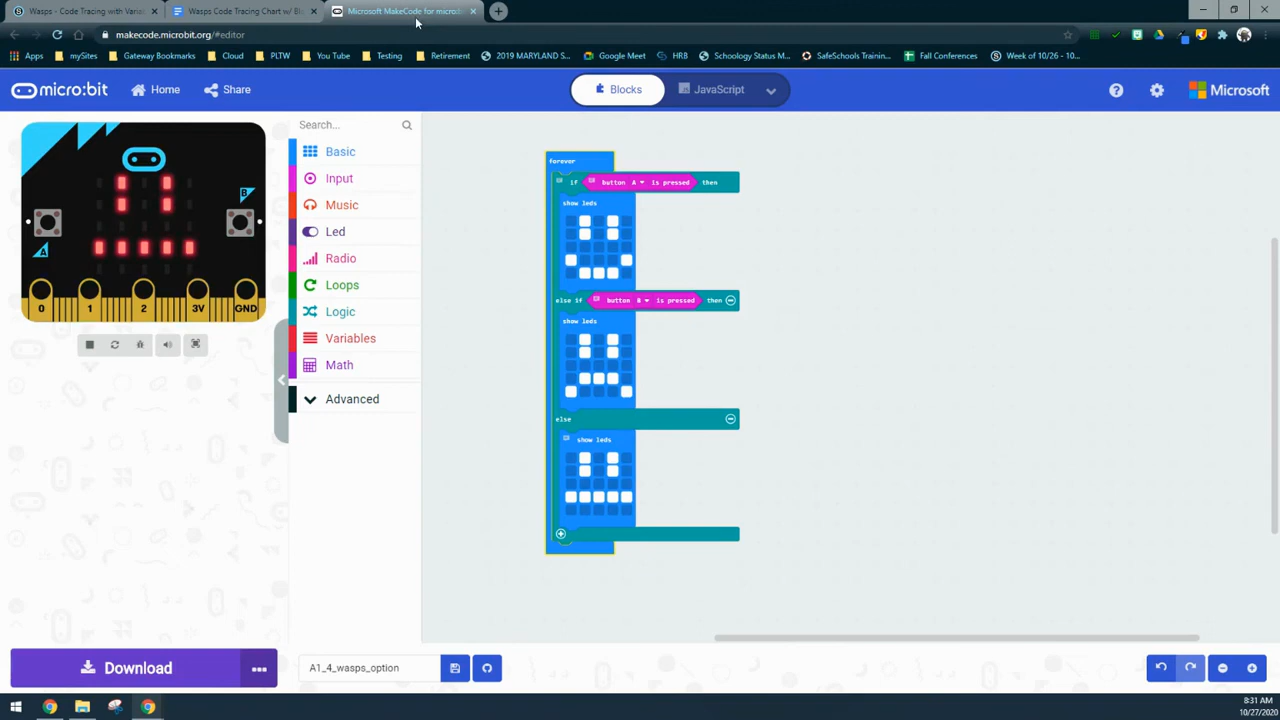 Wasps - Code Tracing with Varia
Wasps Code Tracing Chart w/ Bl
Microsoft MakeCode for micro:b
makecode.microbit.org/#editor
Apps
mySites
Gateway Bookmarks
Cloud
PLTW
You Tube
Testing
Retirement
2019 MARYLAND S...
Google Meet
HRB
Schoology Status M...
SafeSchools Trainin...
Fall Conferences
Week of 10/26 - 10...
micro:bit
Home
Share
Blocks
JavaScript
Microsoft
Search...
Basic
Input
Music
Led
Radio
Loops
Logic
Variables
Math
Advanced
A
B
0 1 2 3V GND
forever
if button A is pressed then
show leds
else if button B is pressed then
show leds
else
show leds
Download
A1_4_wasps_option
8:31 AM
10/27/2020